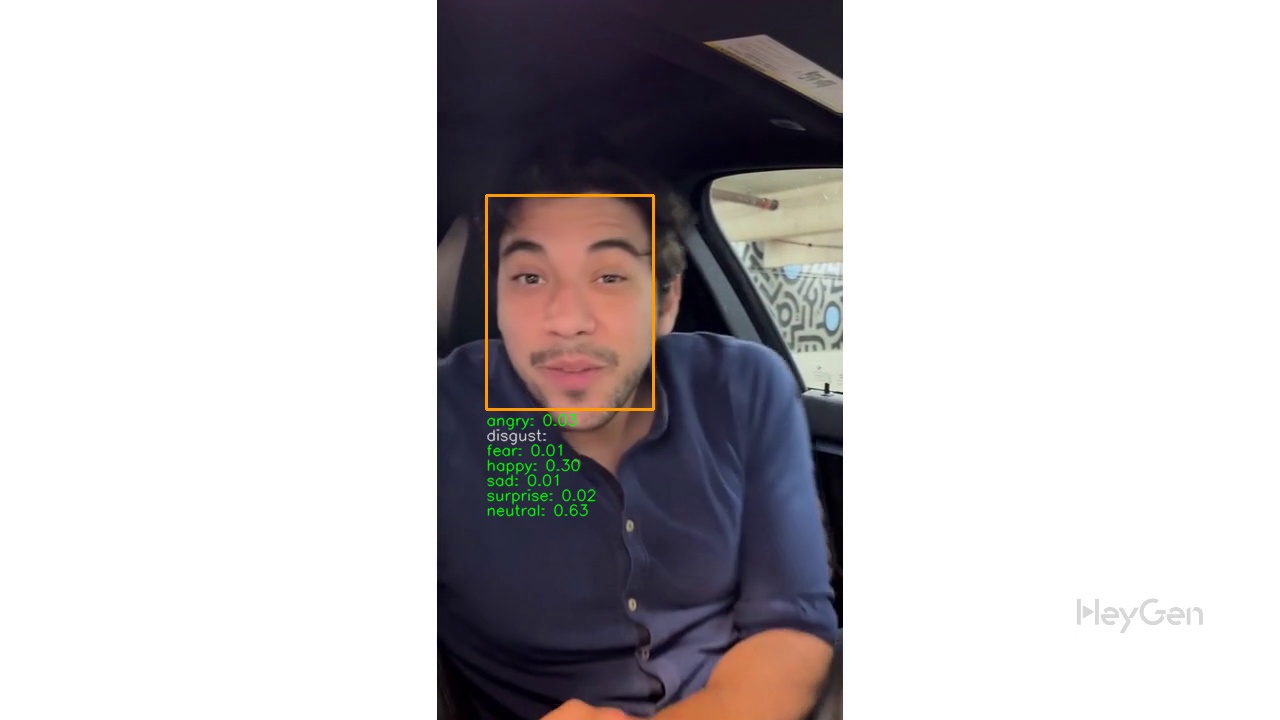 angry: 0.03
disgust:
fear: 0.01
happy: 0.30
sad: 0.01
surprise: 0.02
neutral: 0.63
HeyGen